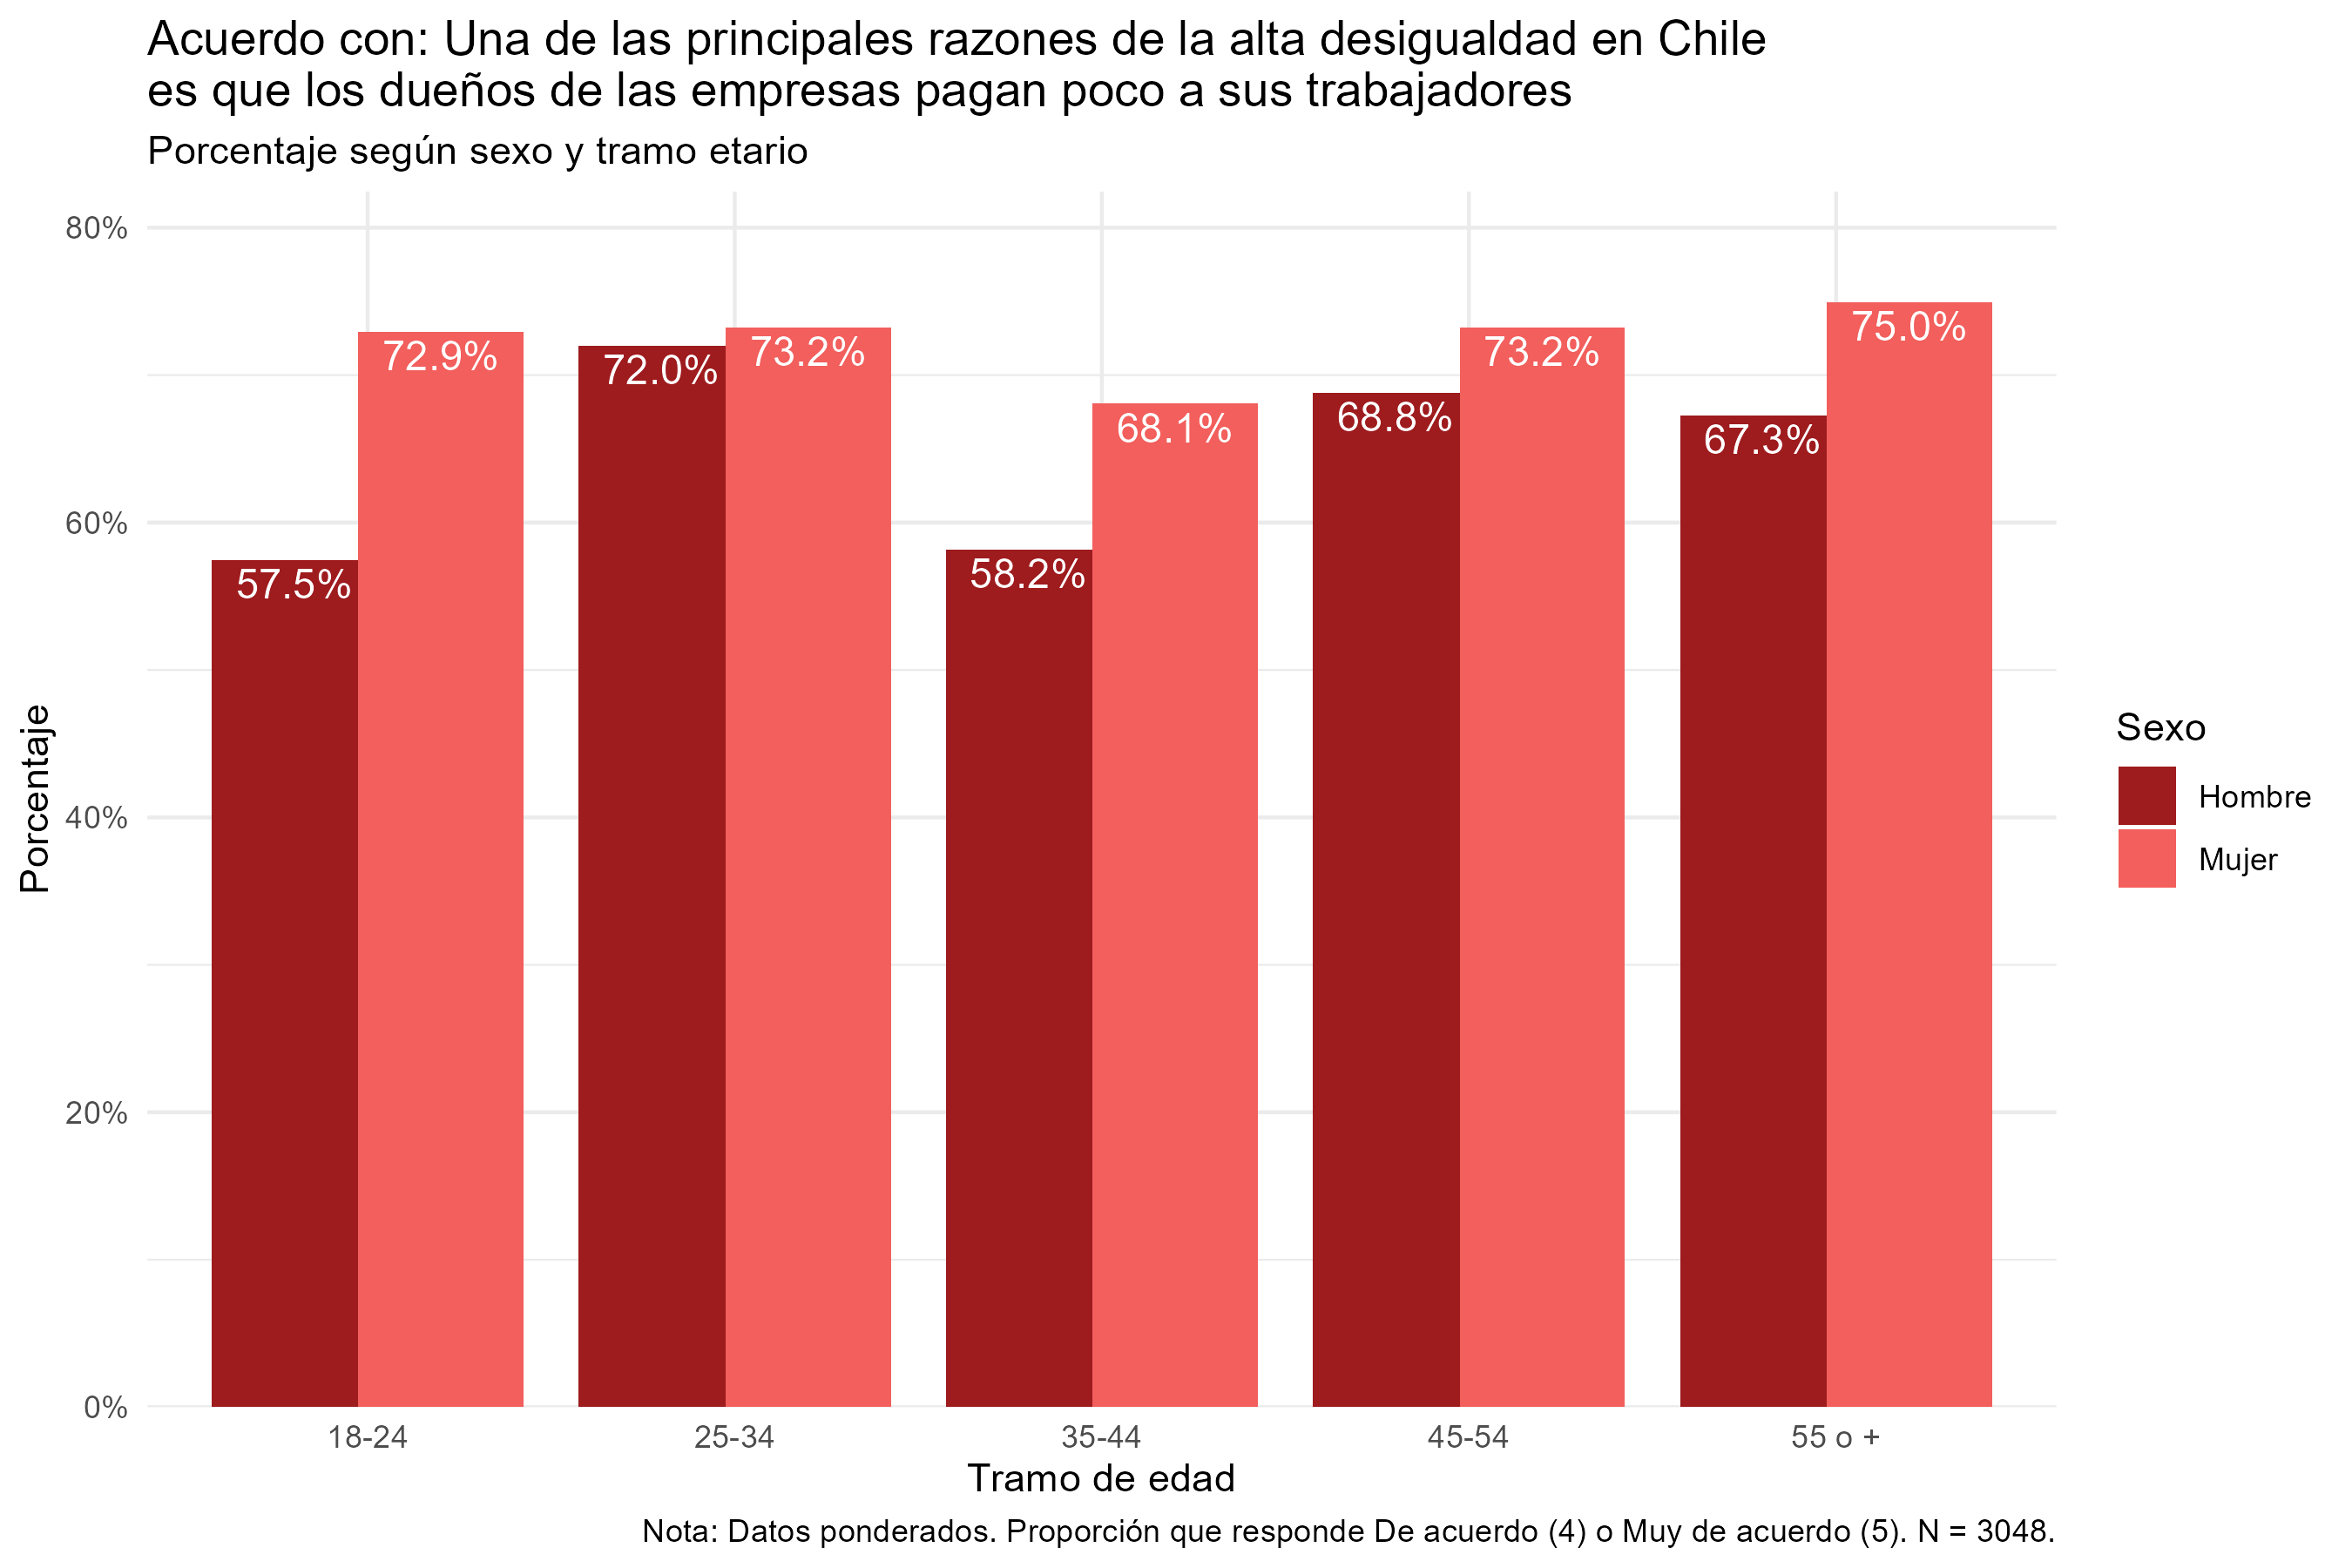 Acuerdo con: Una de las principales razones de la alta desigualdad en Chile
es que los dueños de las empresas pagan poco a sus trabajadores
Porcentaje según sexo y tramo etario
80%
60%
40%
20%
0%
Porcentaje
57.5%
72.9%
72.0%
73.2%
58.2%
68.1%
68.8%
73.2%
67.3%
75.0%
18-24
25-34
35-44
45-54
55 o +
Tramo de edad
Sexo
Hombre
Mujer
Nota: Datos ponderados. Proporción que responde De acuerdo (4) o Muy de acuerdo (5). N = 3048.